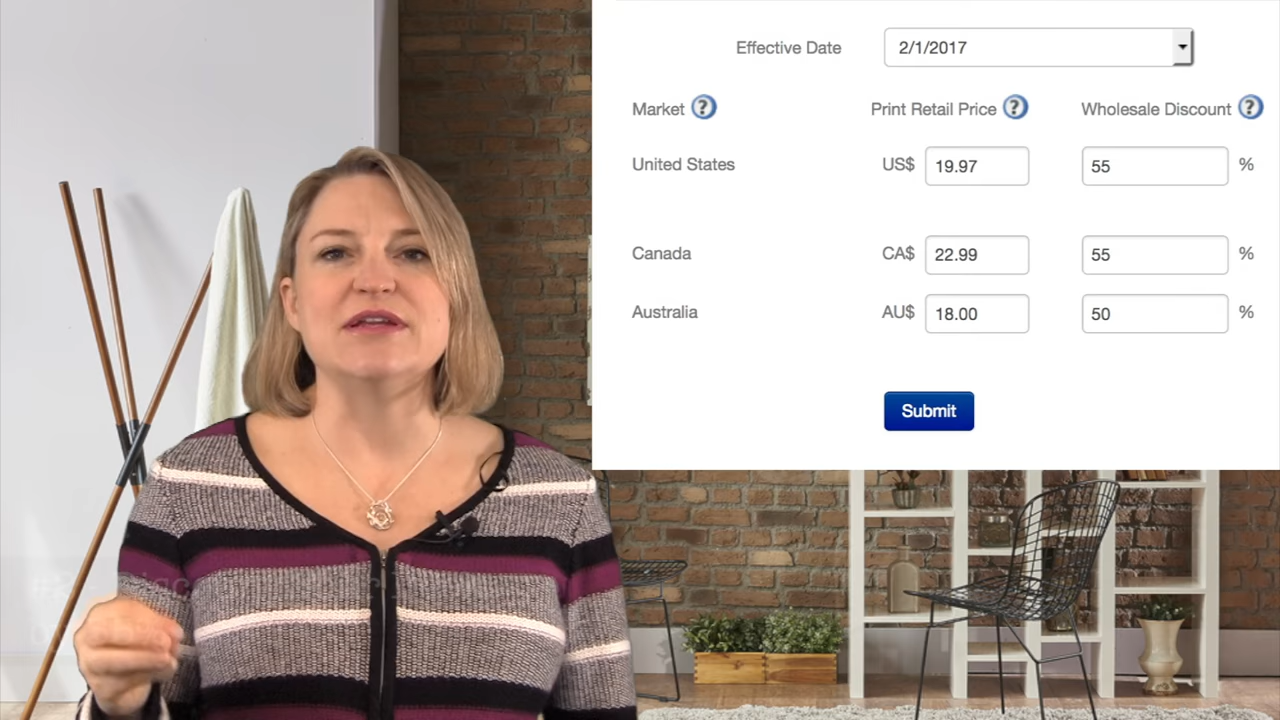 Effective Date 2/1/2017
Market ? Print Retail Price ? Wholesale Discount ?
United States US$ 19.97 55 %
Canada CA$ 22.99 55 %
Australia AU$ 18.00 50 %
Submit